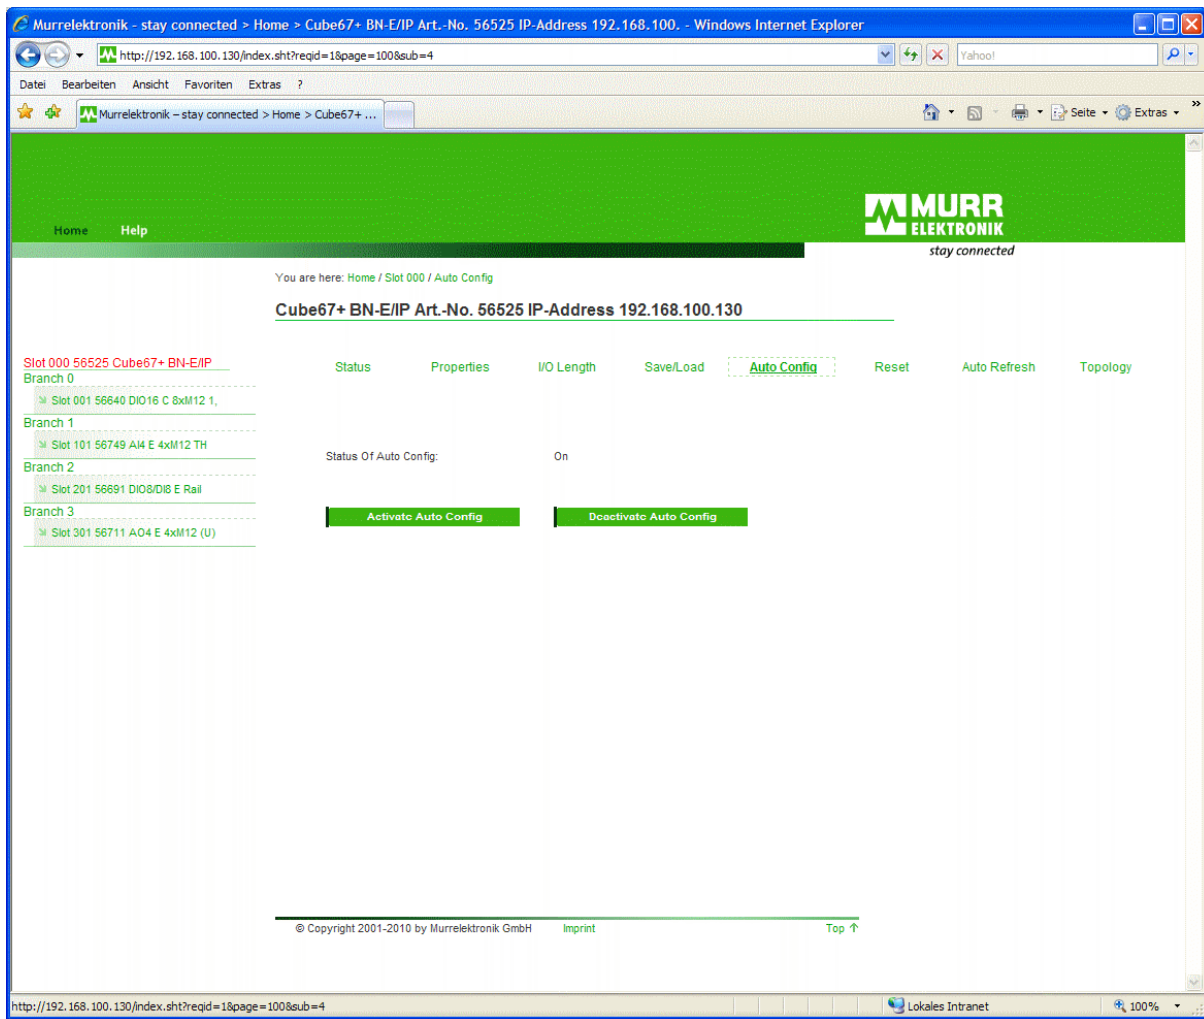 Murrelektronik - stay connected > Home > Cube67+ BN-E/IP Art.-No. 56525 IP-Address 192.168.100. - Windows Internet Explorer
http://192.168.100.130/index.sht?reqid=1&page=100&sub=4
Yahoo!
Datei Bearbeiten Ansicht Favoriten Extras ?
Murrelektronik – stay connected > Home > Cube67+ ...
Seite Extras »
MURR
ELEKTRONIK
stay connected
Home Help
You are here: Home / Slot 000 / Auto Config
Cube67+ BN-E/IP Art.-No. 56525 IP-Address 192.168.100.130
Slot 000 56525 Cube67+ BN-E/IP
Branch 0
Slot 001 56640 DIO16 C 8xM12 1,
Branch 1
Slot 101 56749 AI4 E 4xM12 TH
Branch 2
Slot 201 56691 DIO8/DI8 E Rail
Branch 3
Slot 301 56711 AO4 E 4xM12 (U)
Status Properties I/O Length Save/Load Auto Config Reset Auto Refresh Topology
Status Of Auto Config: On
Activate Auto Config Deactivate Auto Config
© Copyright 2001-2010 by Murrelektronik GmbH Imprint Top ↑
http://192.168.100.130/index.sht?reqid=1&page=100&sub=4 Lokales Intranet 100%